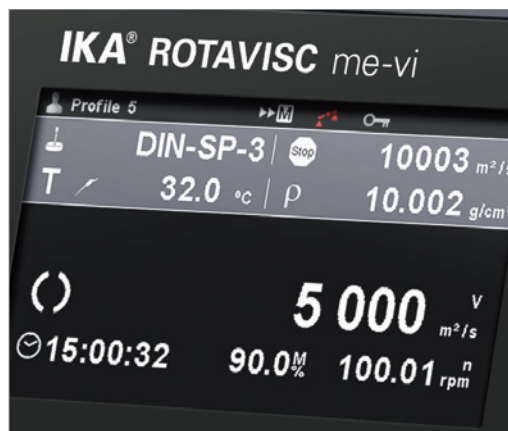 IKA® ROTAVISC me-vi
Profile 5 M
DIN-SP-3 Stop 10003 m²/s
T 32.0 °C ρ 10.002 g/cm³
5 000 V m²/s
15:00:32 90.0 M % 100.01 n rpm